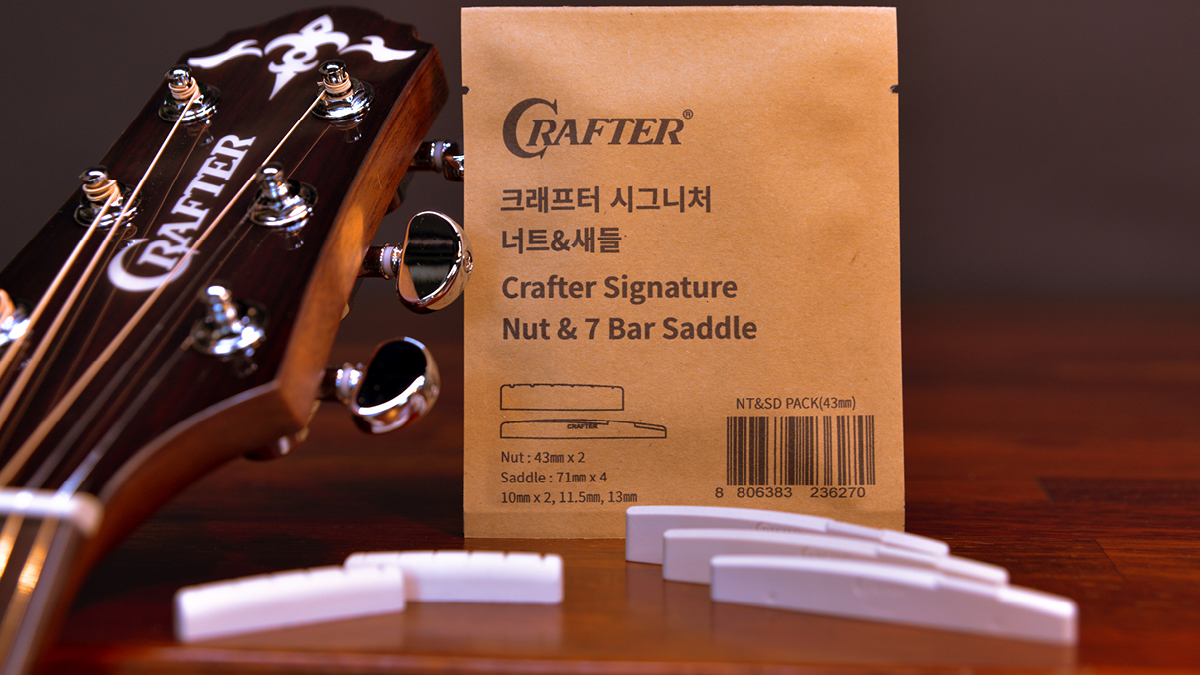 CRAFTER
CRAFTER®
크래프터 시그니처
너트&새들
Crafter Signature
Nut & 7 Bar Saddle
CRAFTER
NT&SD PACK(43㎜)
Nut : 43㎜ x 2
Saddle : 71㎜ x 4
10㎜ x 2, 11.5㎜, 13㎜
8 806383 236270